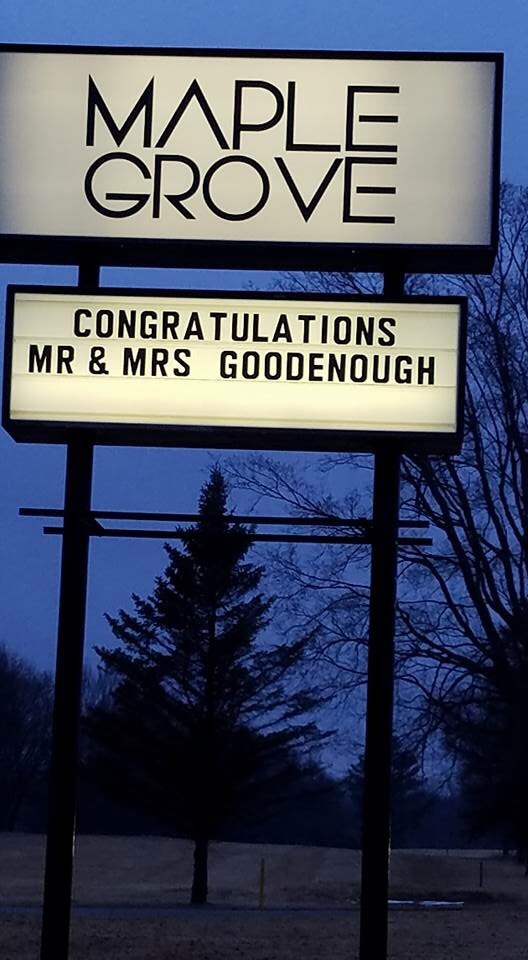 MAPLE
GROVE
CONGRATULATIONS
MR & MRS GOODENOUGH